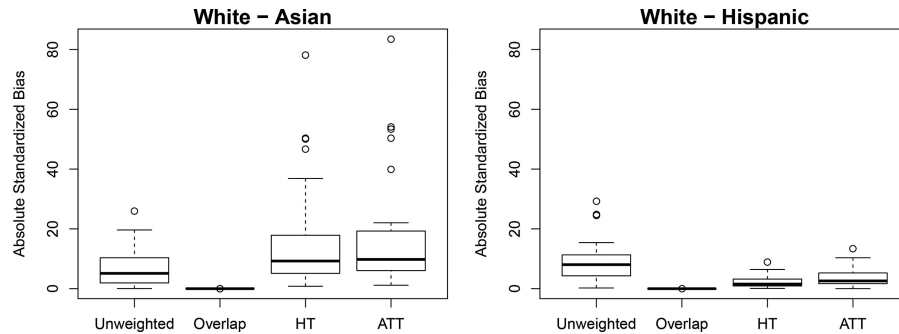 White − Asian
Absolute Standardized Bias
80
60
40
20
0
Unweighted Overlap HT ATT
White − Hispanic
Absolute Standardized Bias
80
60
40
20
0
Unweighted Overlap HT ATT